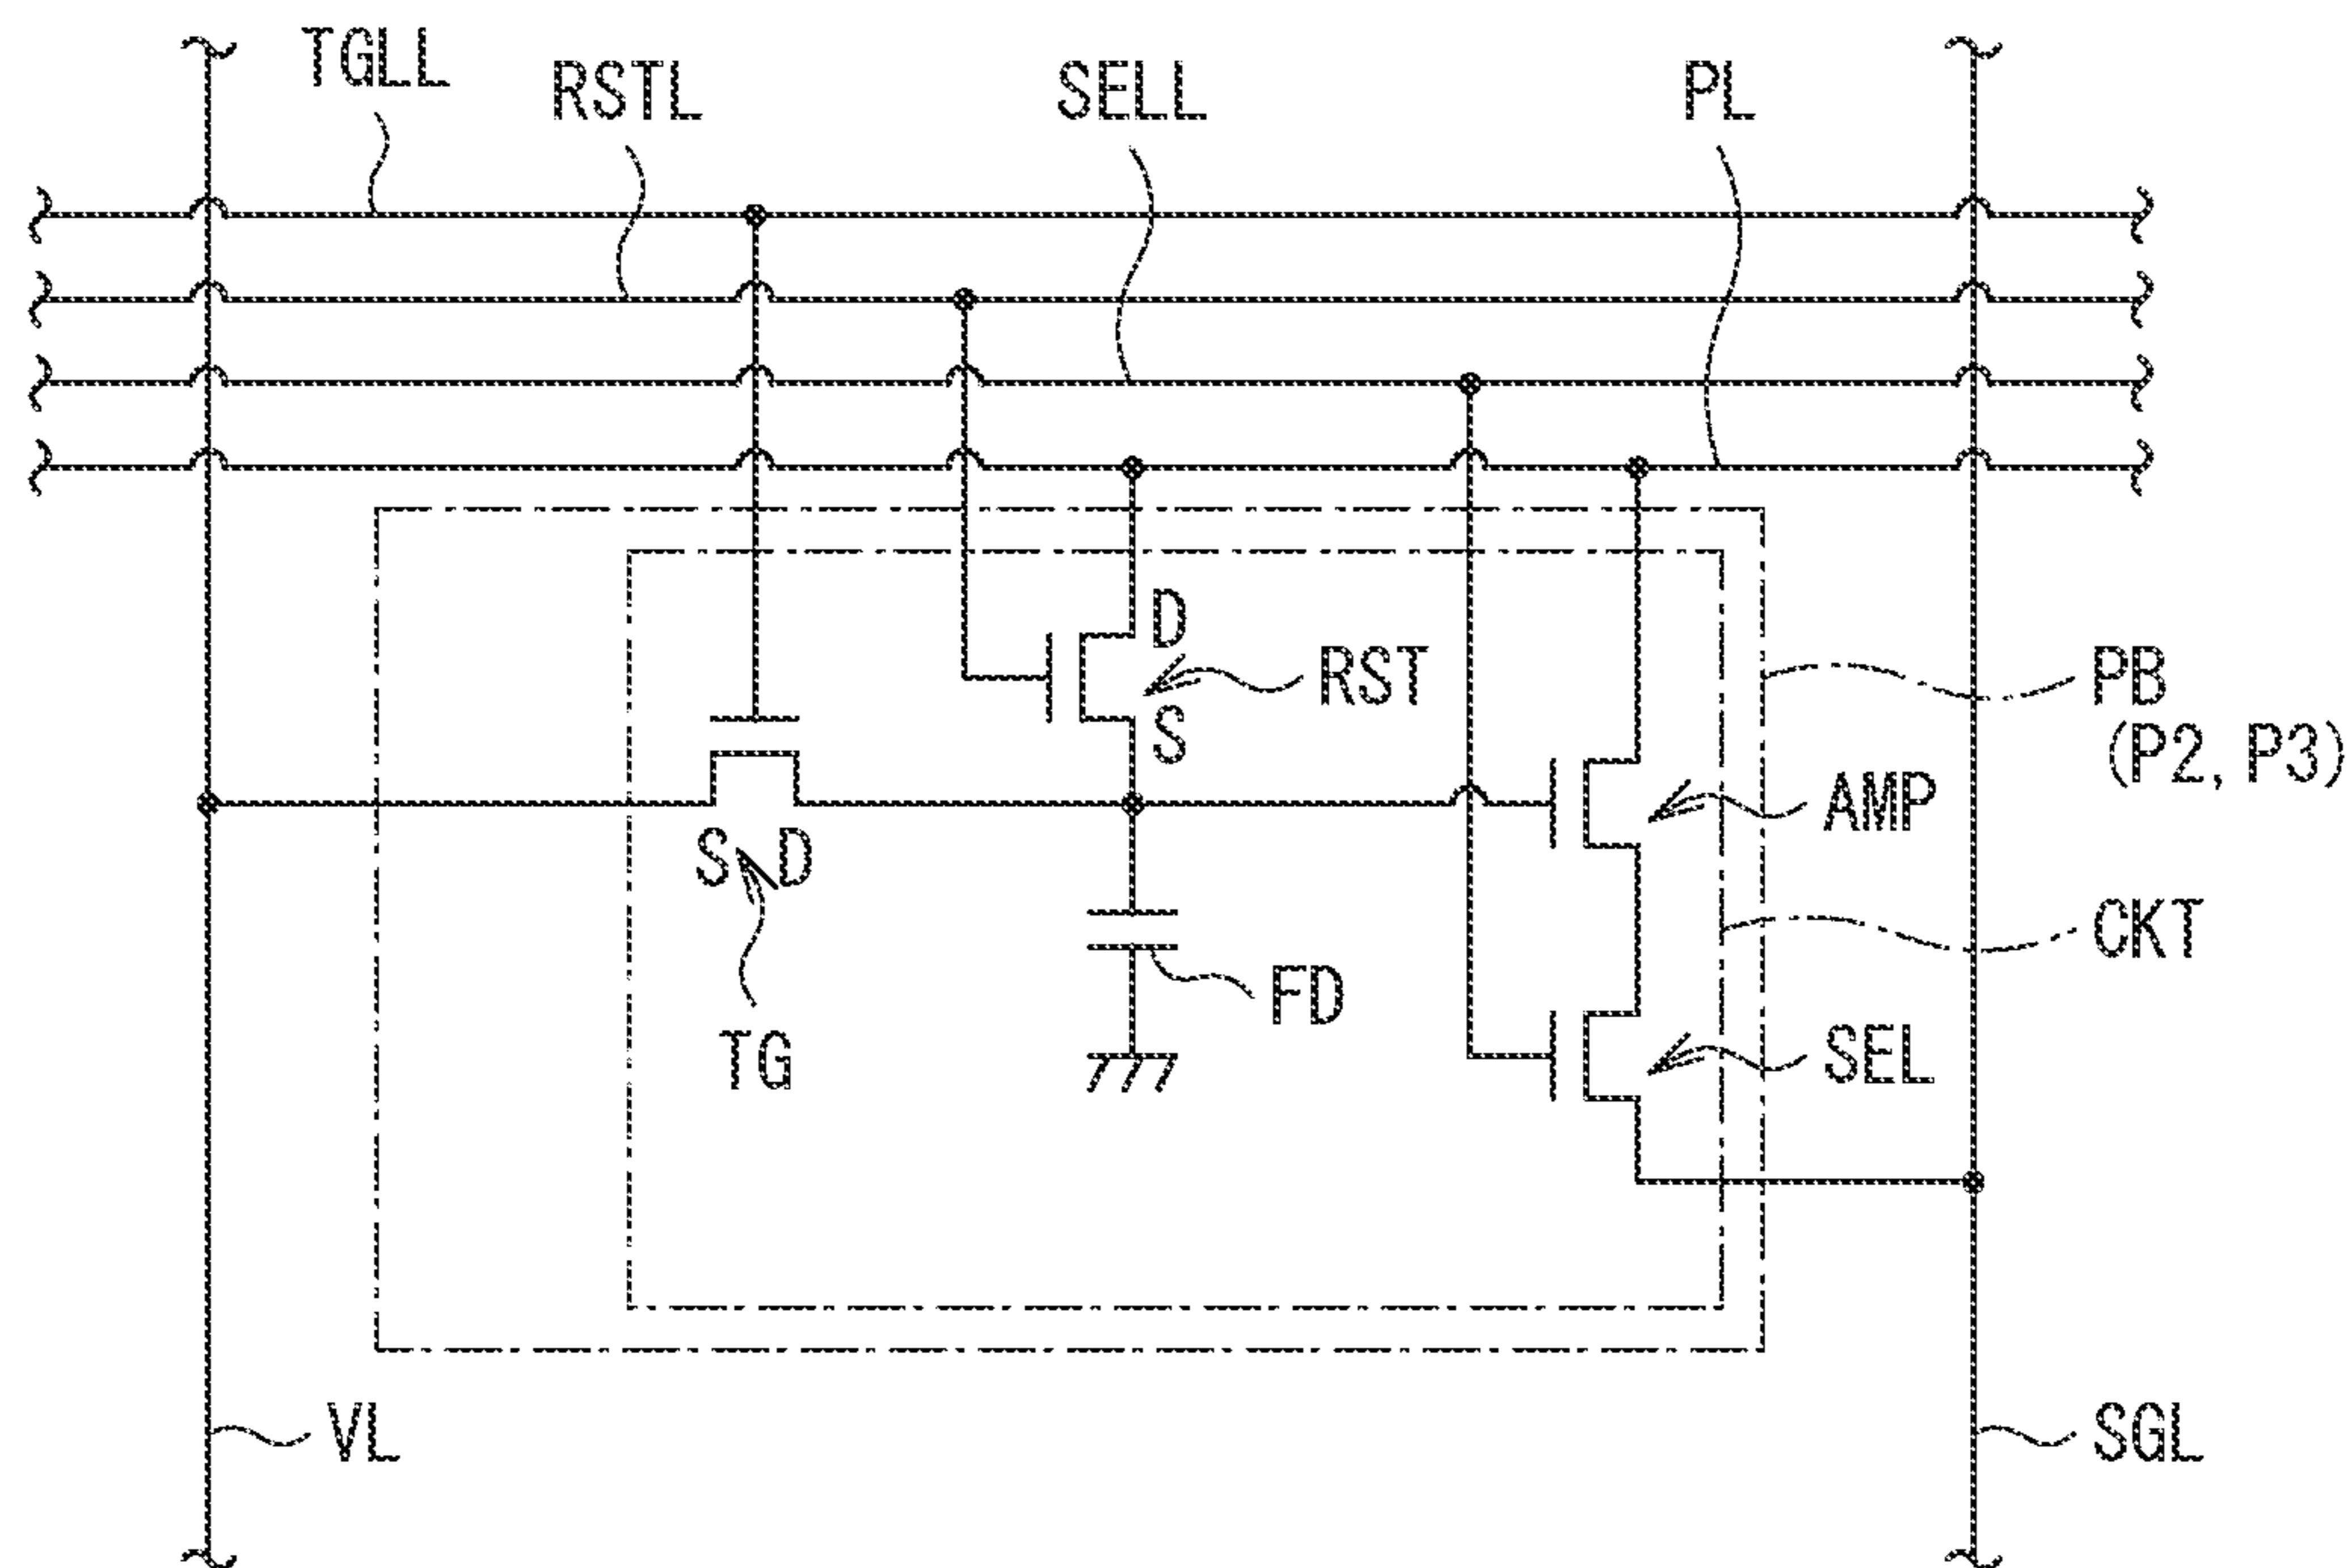 TGLL
RSTL
SELL
PL
D
RST
S
PB
(P2, P3)
AMP
S D
CKT
FD
TG
SEL
VL
SGL